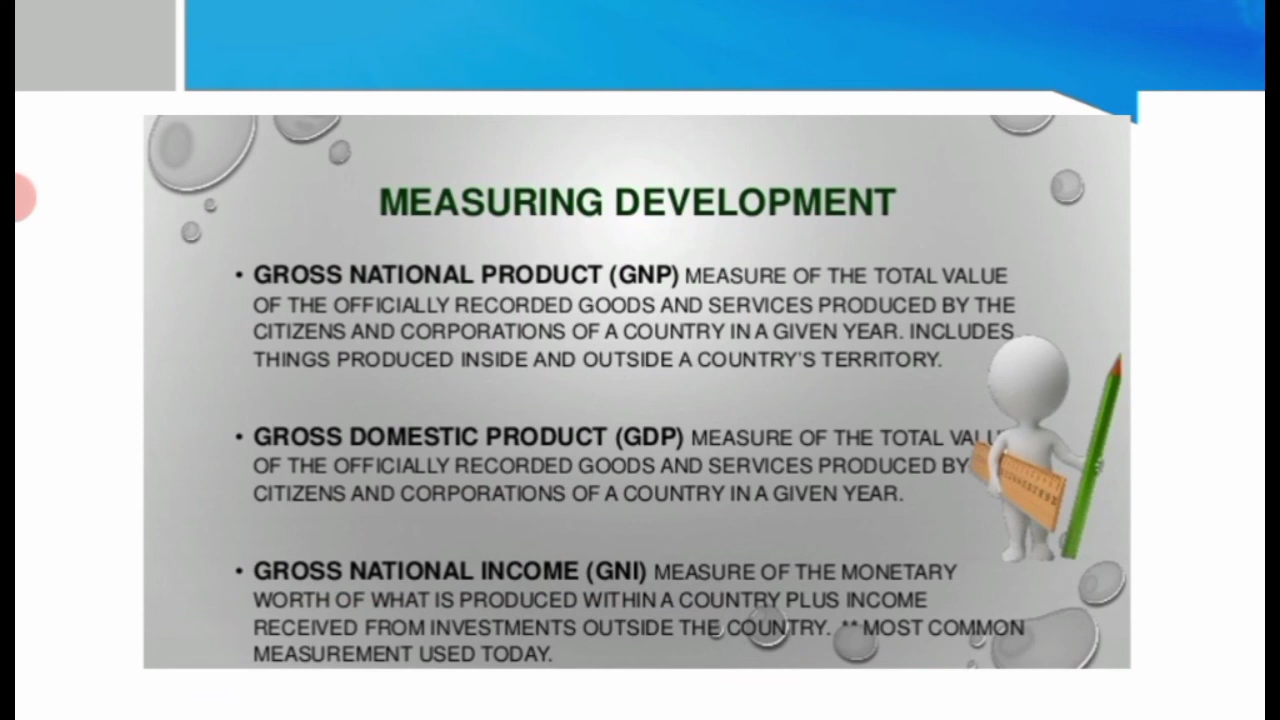 MEASURING DEVELOPMENT
• GROSS NATIONAL PRODUCT (GNP) MEASURE OF THE TOTAL VALUE
OF THE OFFICIALLY RECORDED GOODS AND SERVICES PRODUCED BY THE
CITIZENS AND CORPORATIONS OF A COUNTRY IN A GIVEN YEAR. INCLUDES
THINGS PRODUCED INSIDE AND OUTSIDE A COUNTRY'S TERRITORY.
• GROSS DOMESTIC PRODUCT (GDP) MEASURE OF THE TOTAL VALUE
OF THE OFFICIALLY RECORDED GOODS AND SERVICES PRODUCED BY
CITIZENS AND CORPORATIONS OF A COUNTRY IN A GIVEN YEAR.
• GROSS NATIONAL INCOME (GNI) MEASURE OF THE MONETARY
WORTH OF WHAT IS PRODUCED WITHIN A COUNTRY PLUS INCOME
RECEIVED FROM INVESTMENTS OUTSIDE THE COUNTRY. ** MOST COMMON
MEASUREMENT USED TODAY.